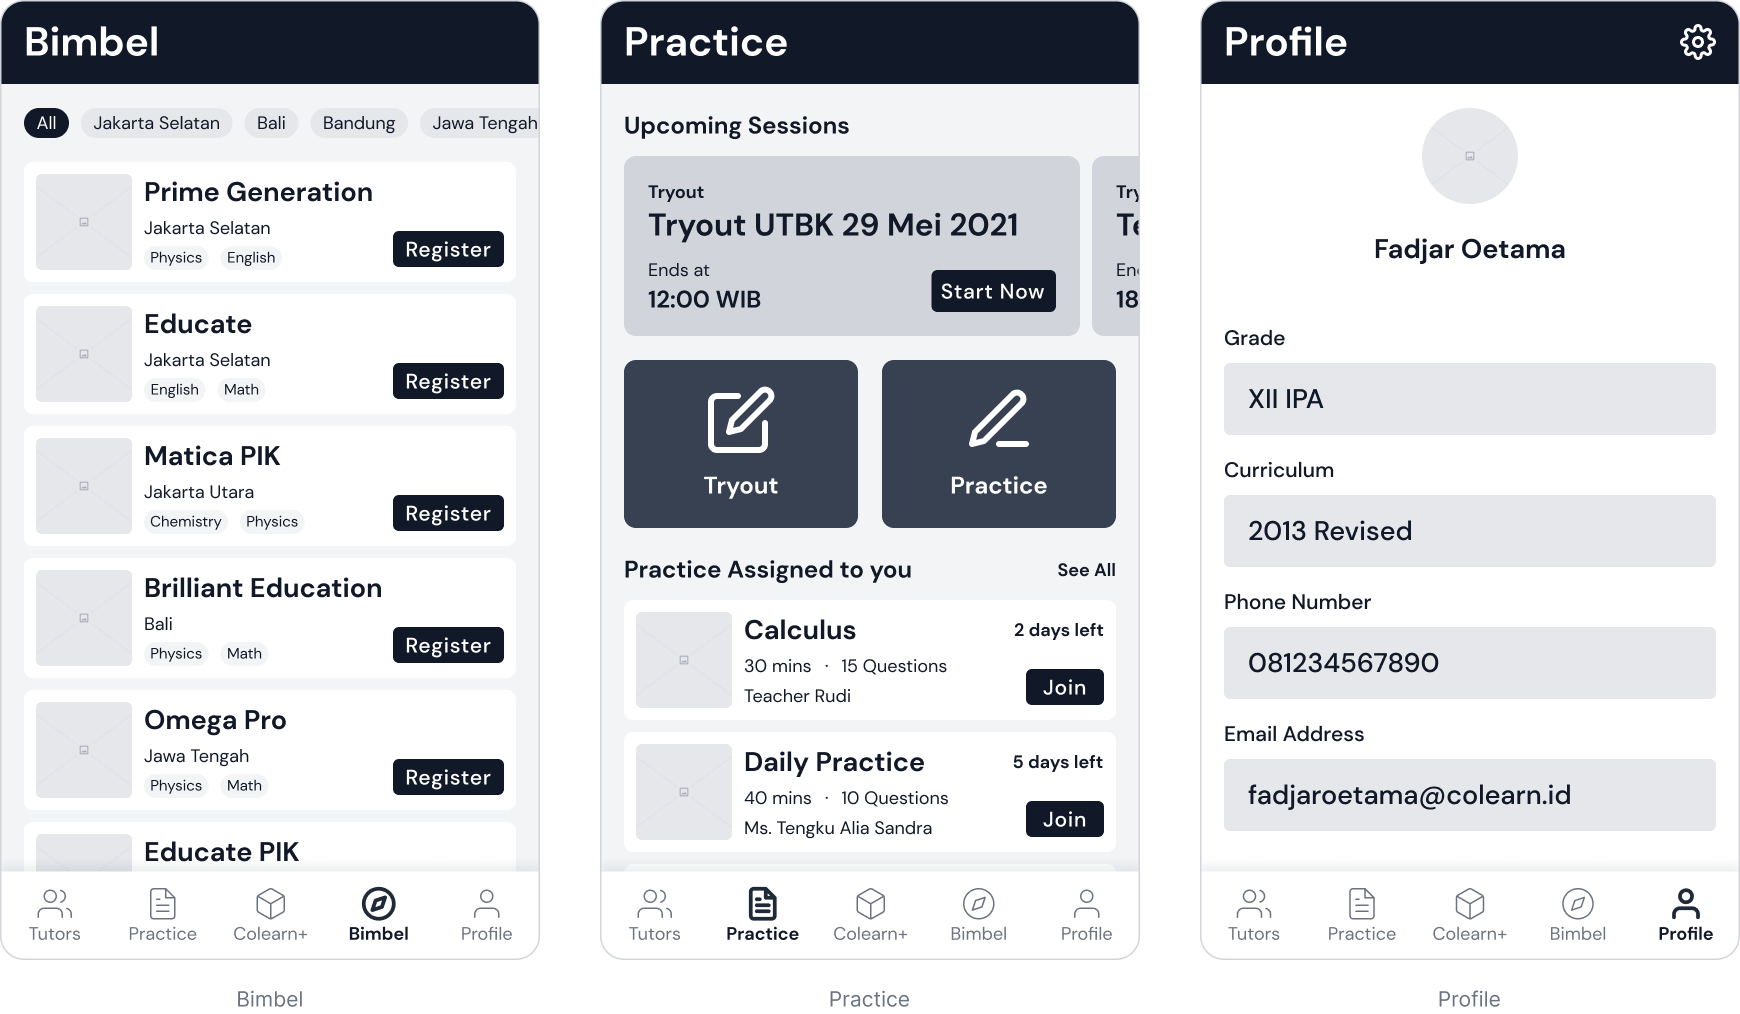 Bimbel
All Jakarta Selatan Bali Bandung Jawa Tengah
Prime Generation
Jakarta Selatan
Physics English
Register
Educate
Jakarta Selatan
English Math
Register
Matica PIK
Jakarta Utara
Chemistry Physics
Register
Brilliant Education
Bali
Physics Math
Register
Omega Pro
Jawa Tengah
Physics Math
Register
Educate PIK
Tutors Practice Colearn+ Bimbel Profile
Bimbel
Practice
Upcoming Sessions
Tryout
Tryout UTBK 29 Mei 2021
Ends at
12:00 WIB
Start Now
Try
Te
En
18
Tryout
Practice
Practice Assigned to you See All
Calculus 2 days left
30 mins · 15 Questions
Teacher Rudi
Join
Daily Practice 5 days left
40 mins · 10 Questions
Ms. Tengku Alia Sandra
Join
Tutors Practice Colearn+ Bimbel Profile
Practice
Profile
Fadjar Oetama
Grade
XII IPA
Curriculum
2013 Revised
Phone Number
081234567890
Email Address
fadjaroetama@colearn.id
Tutors Practice Colearn+ Bimbel Profile
Profile